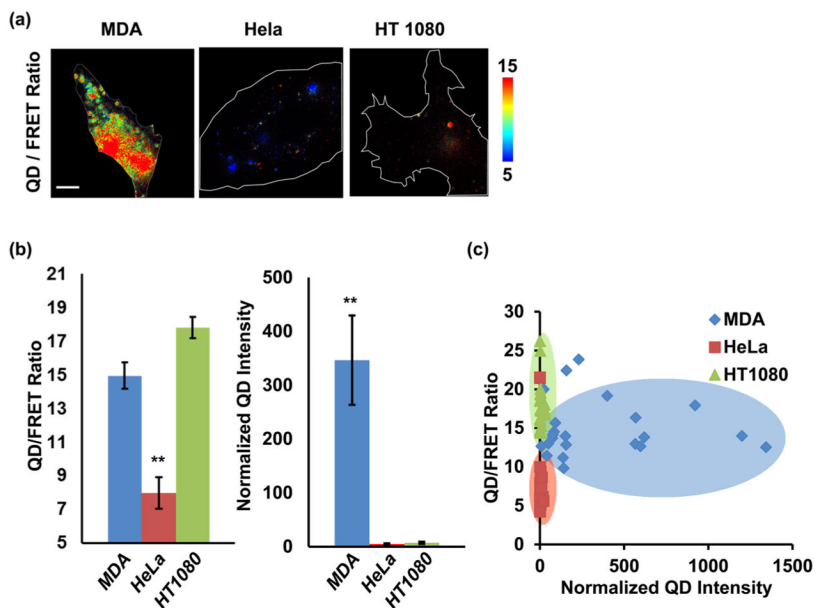 (a)
MDA
Hela
HT 1080
QD / FRET Ratio
15
5
(b)
QD/FRET Ratio
21
19
17
15
13
11
9
7
5
**
MDA
HeLa
HT1080
Normalized QD Intensity
500
400
300
200
100
0
**
MDA
HeLa
HT1080
(c)
QD/FRET Ratio
30
25
20
15
10
5
0
MDA
HeLa
HT1080
0
500
1000
1500
Normalized QD Intensity